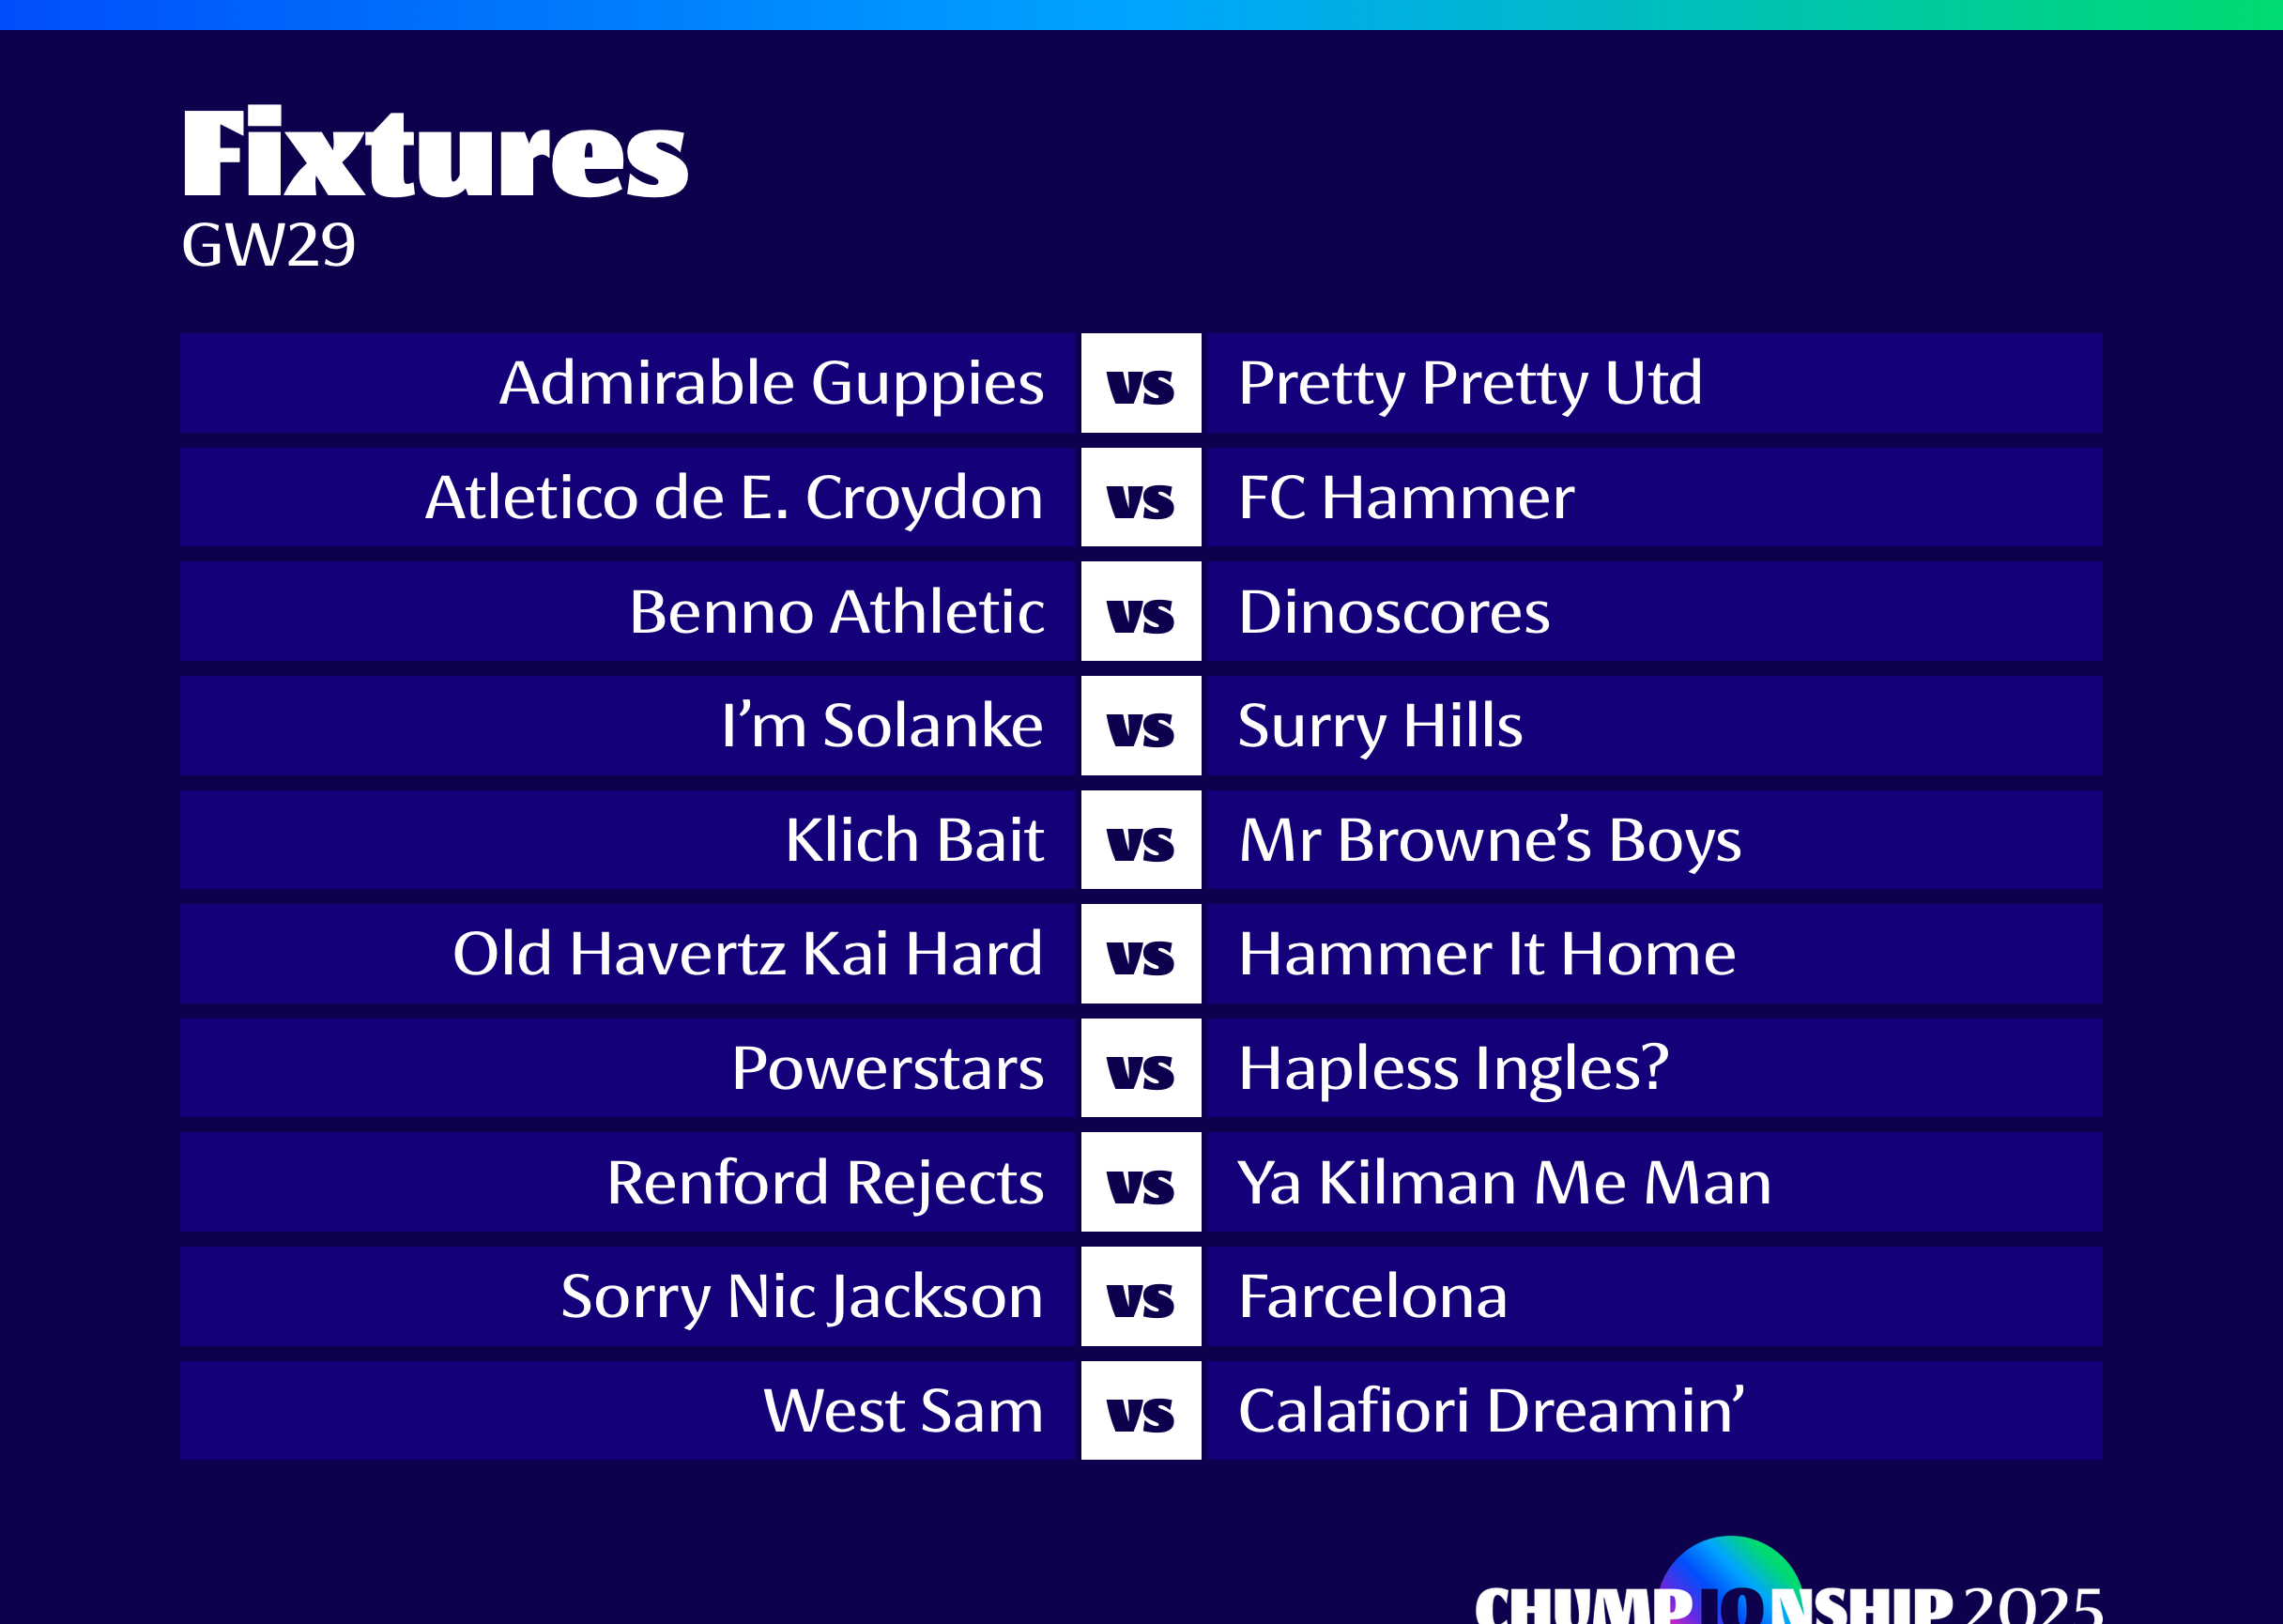 Fixtures
GW29
Admirable Guppies vs Pretty Pretty Utd
Atletico de E. Croydon vs FC Hammer
Benno Athletic vs Dinoscores
I’m Solanke vs Surry Hills
Klich Bait vs Mr Browne’s Boys
Old Havertz Kai Hard vs Hammer It Home
Powerstars vs Hapless Ingles?
Renford Rejects vs Ya Kilman Me Man
Sorry Nic Jackson vs Farcelona
West Sam vs Calafiori Dreamin’
CHUMPIONSHIP 2025